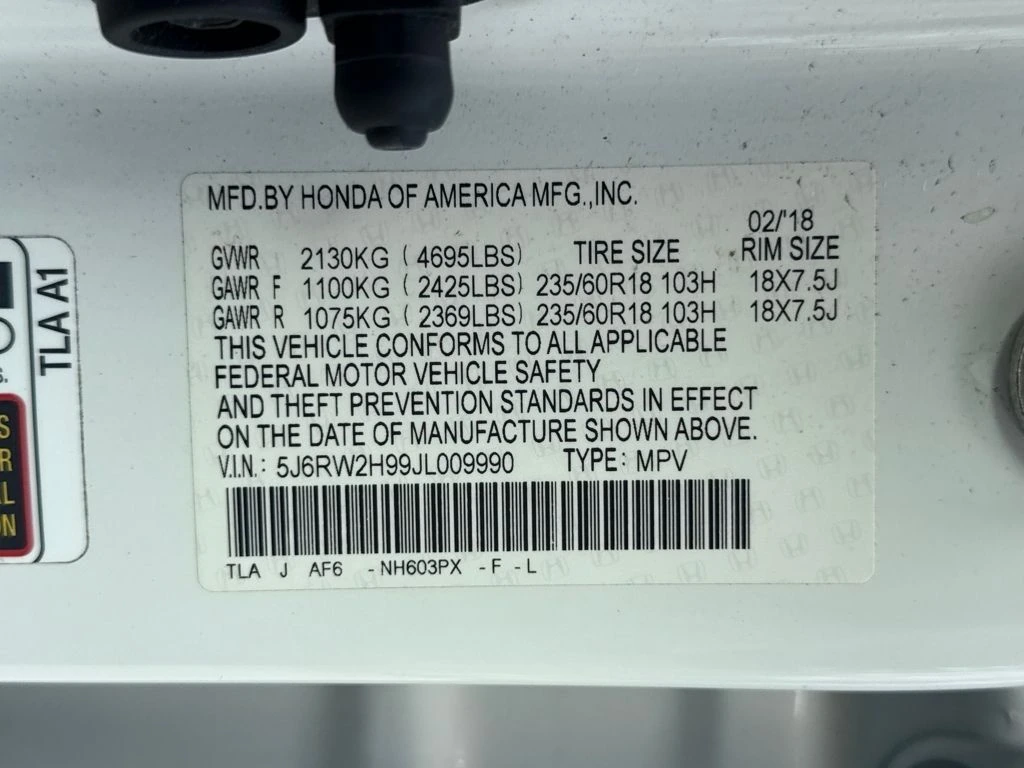 MFD.BY HONDA OF AMERICA MFG.,INC.
02/'18
GVWR 2130KG ( 4695LBS) TIRE SIZE RIM SIZE
GAWR F 1100KG ( 2425LBS) 235/60R18 103H 18X7.5J
GAWR R 1075KG ( 2369LBS) 235/60R18 103H 18X7.5J
THIS VEHICLE CONFORMS TO ALL APPLICABLE
FEDERAL MOTOR VEHICLE SAFETY
AND THEFT PREVENTION STANDARDS IN EFFECT
ON THE DATE OF MANUFACTURE SHOWN ABOVE.
V.I.N.: 5J6RW2H99JL009990 TYPE: MPV
TLA J AF6 -NH603PX -F -L
TLA A1